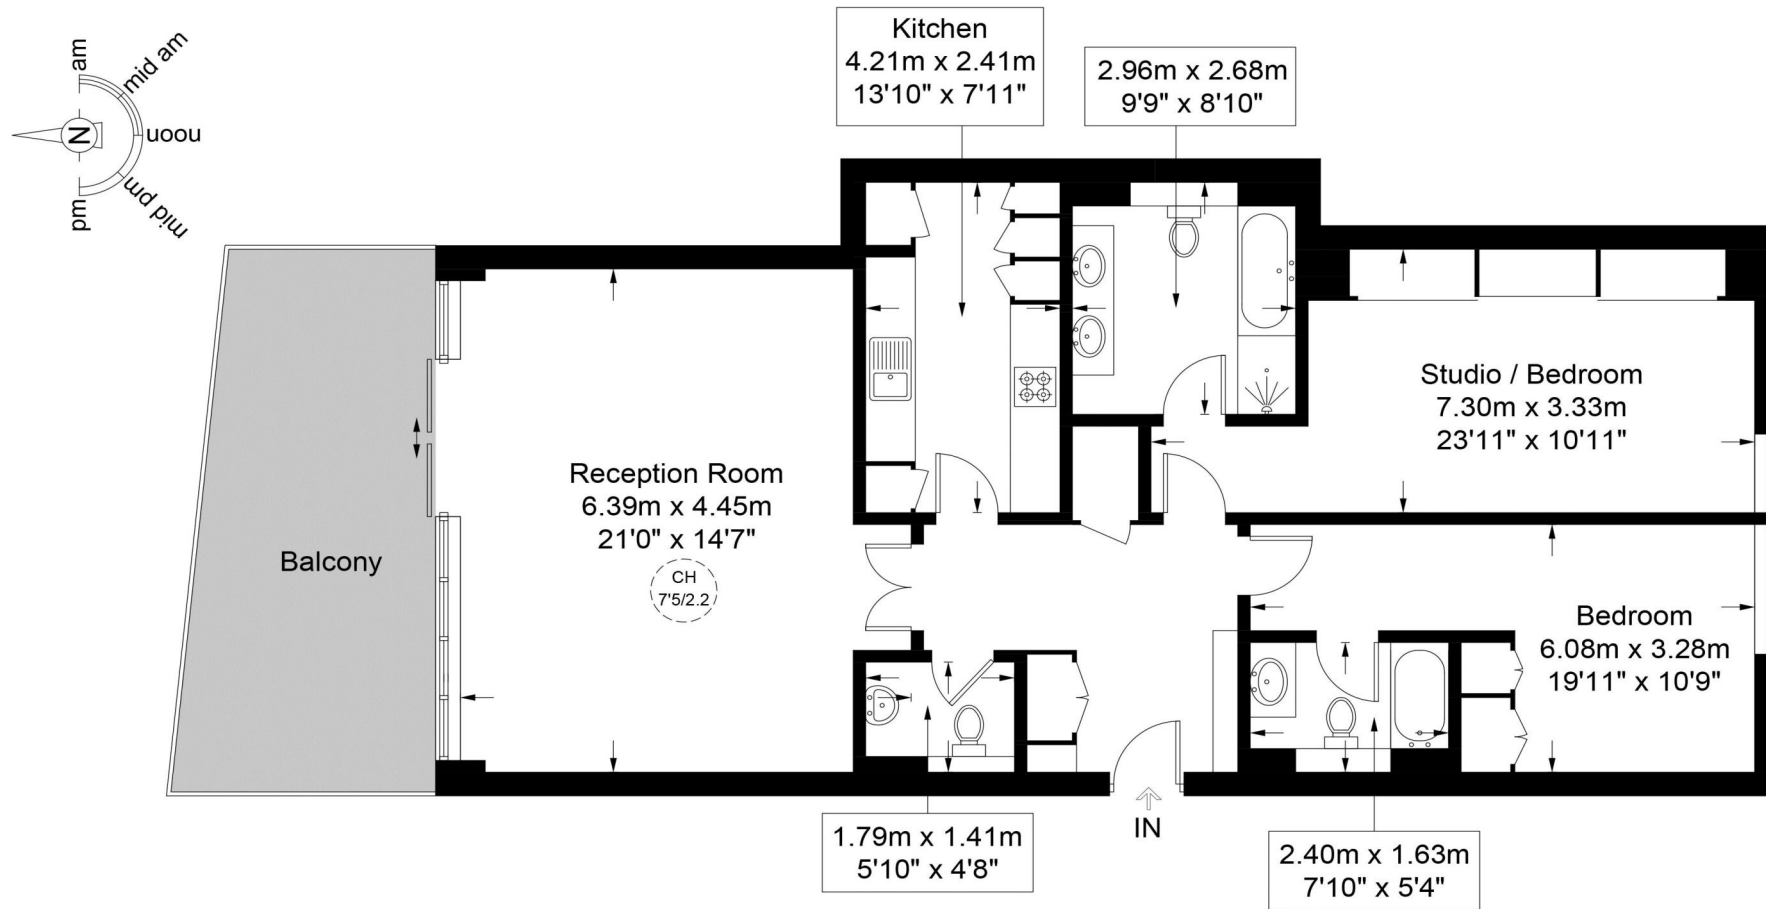 am
mid am
noon
mid pm
pm
N
Kitchen
4.21m x 2.41m
13'10" x 7'11"
2.96m x 2.68m
9'9" x 8'10"
Studio / Bedroom
7.30m x 3.33m
23'11" x 10'11"
Reception Room
6.39m x 4.45m
21'0" x 14'7"
CH
7'5/2.2
Balcony
Bedroom
6.08m x 3.28m
19'11" x 10'9"
IN
1.79m x 1.41m
5'10" x 4'8"
2.40m x 1.63m
7'10" x 5'4"